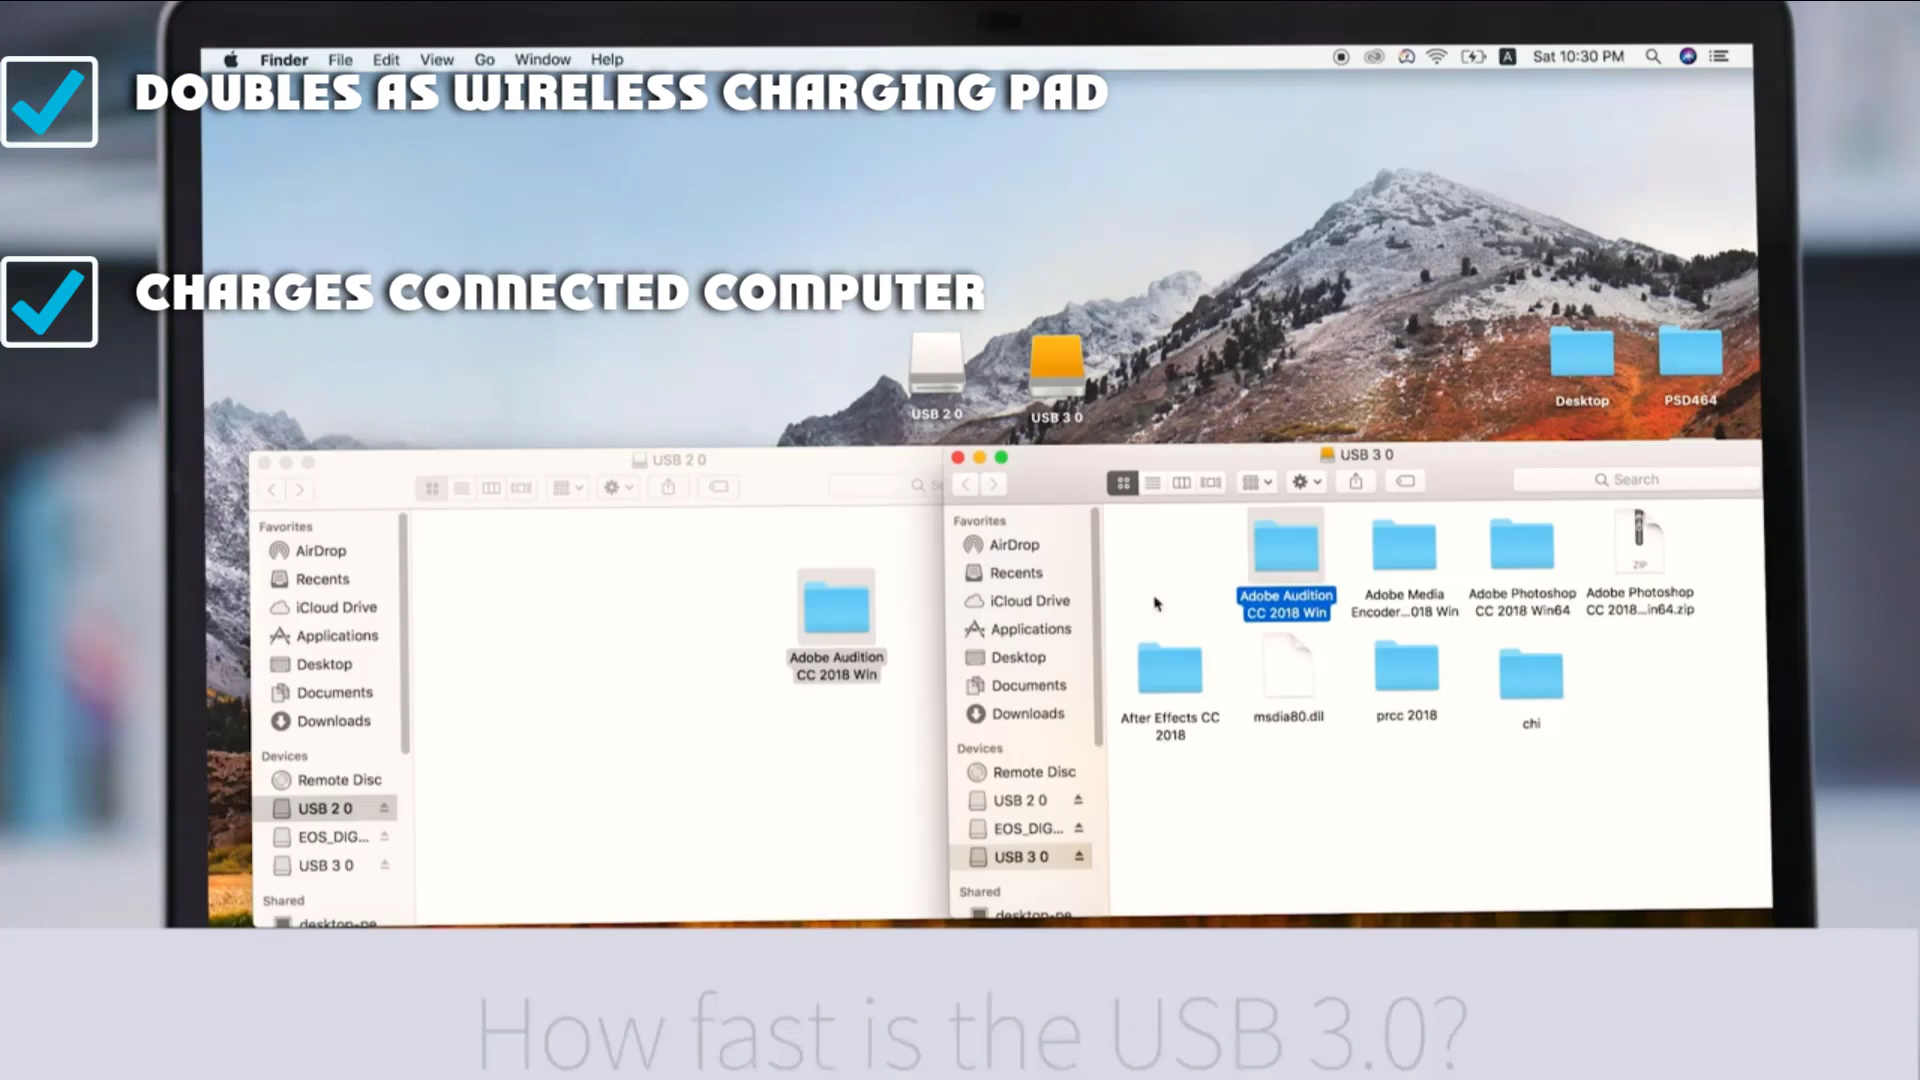 Finder File Edit View Go Window Help
A Sat 10:30 PM
DOUBLES AS WIRELESS CHARGING PAD
CHARGES CONNECTED COMPUTER
USB 2 0
USB 3 0
Desktop
PSD464
USB 2 0
Favorites
AirDrop
Recents
iCloud Drive
Applications
Desktop
Documents
Downloads
Devices
Remote Disc
USB 2 0
EOS_DIG...
USB 3 0
Shared
desktop-pe
Adobe Audition
CC 2018 Win
USB 3 0
Search
Favorites
AirDrop
Recents
iCloud Drive
Applications
Desktop
Documents
Downloads
Devices
Remote Disc
USB 2 0
EOS_DIG...
USB 3 0
Shared
desktop-pe
Adobe Audition
CC 2018 Win
Adobe Media
Encoder...018 Win
Adobe Photoshop
CC 2018 Win64
ZIP
Adobe Photoshop
CC 2018...in64.zip
After Effects CC
2018
msdia80.dll
prcc 2018
chi
How fast is the USB 3.0?